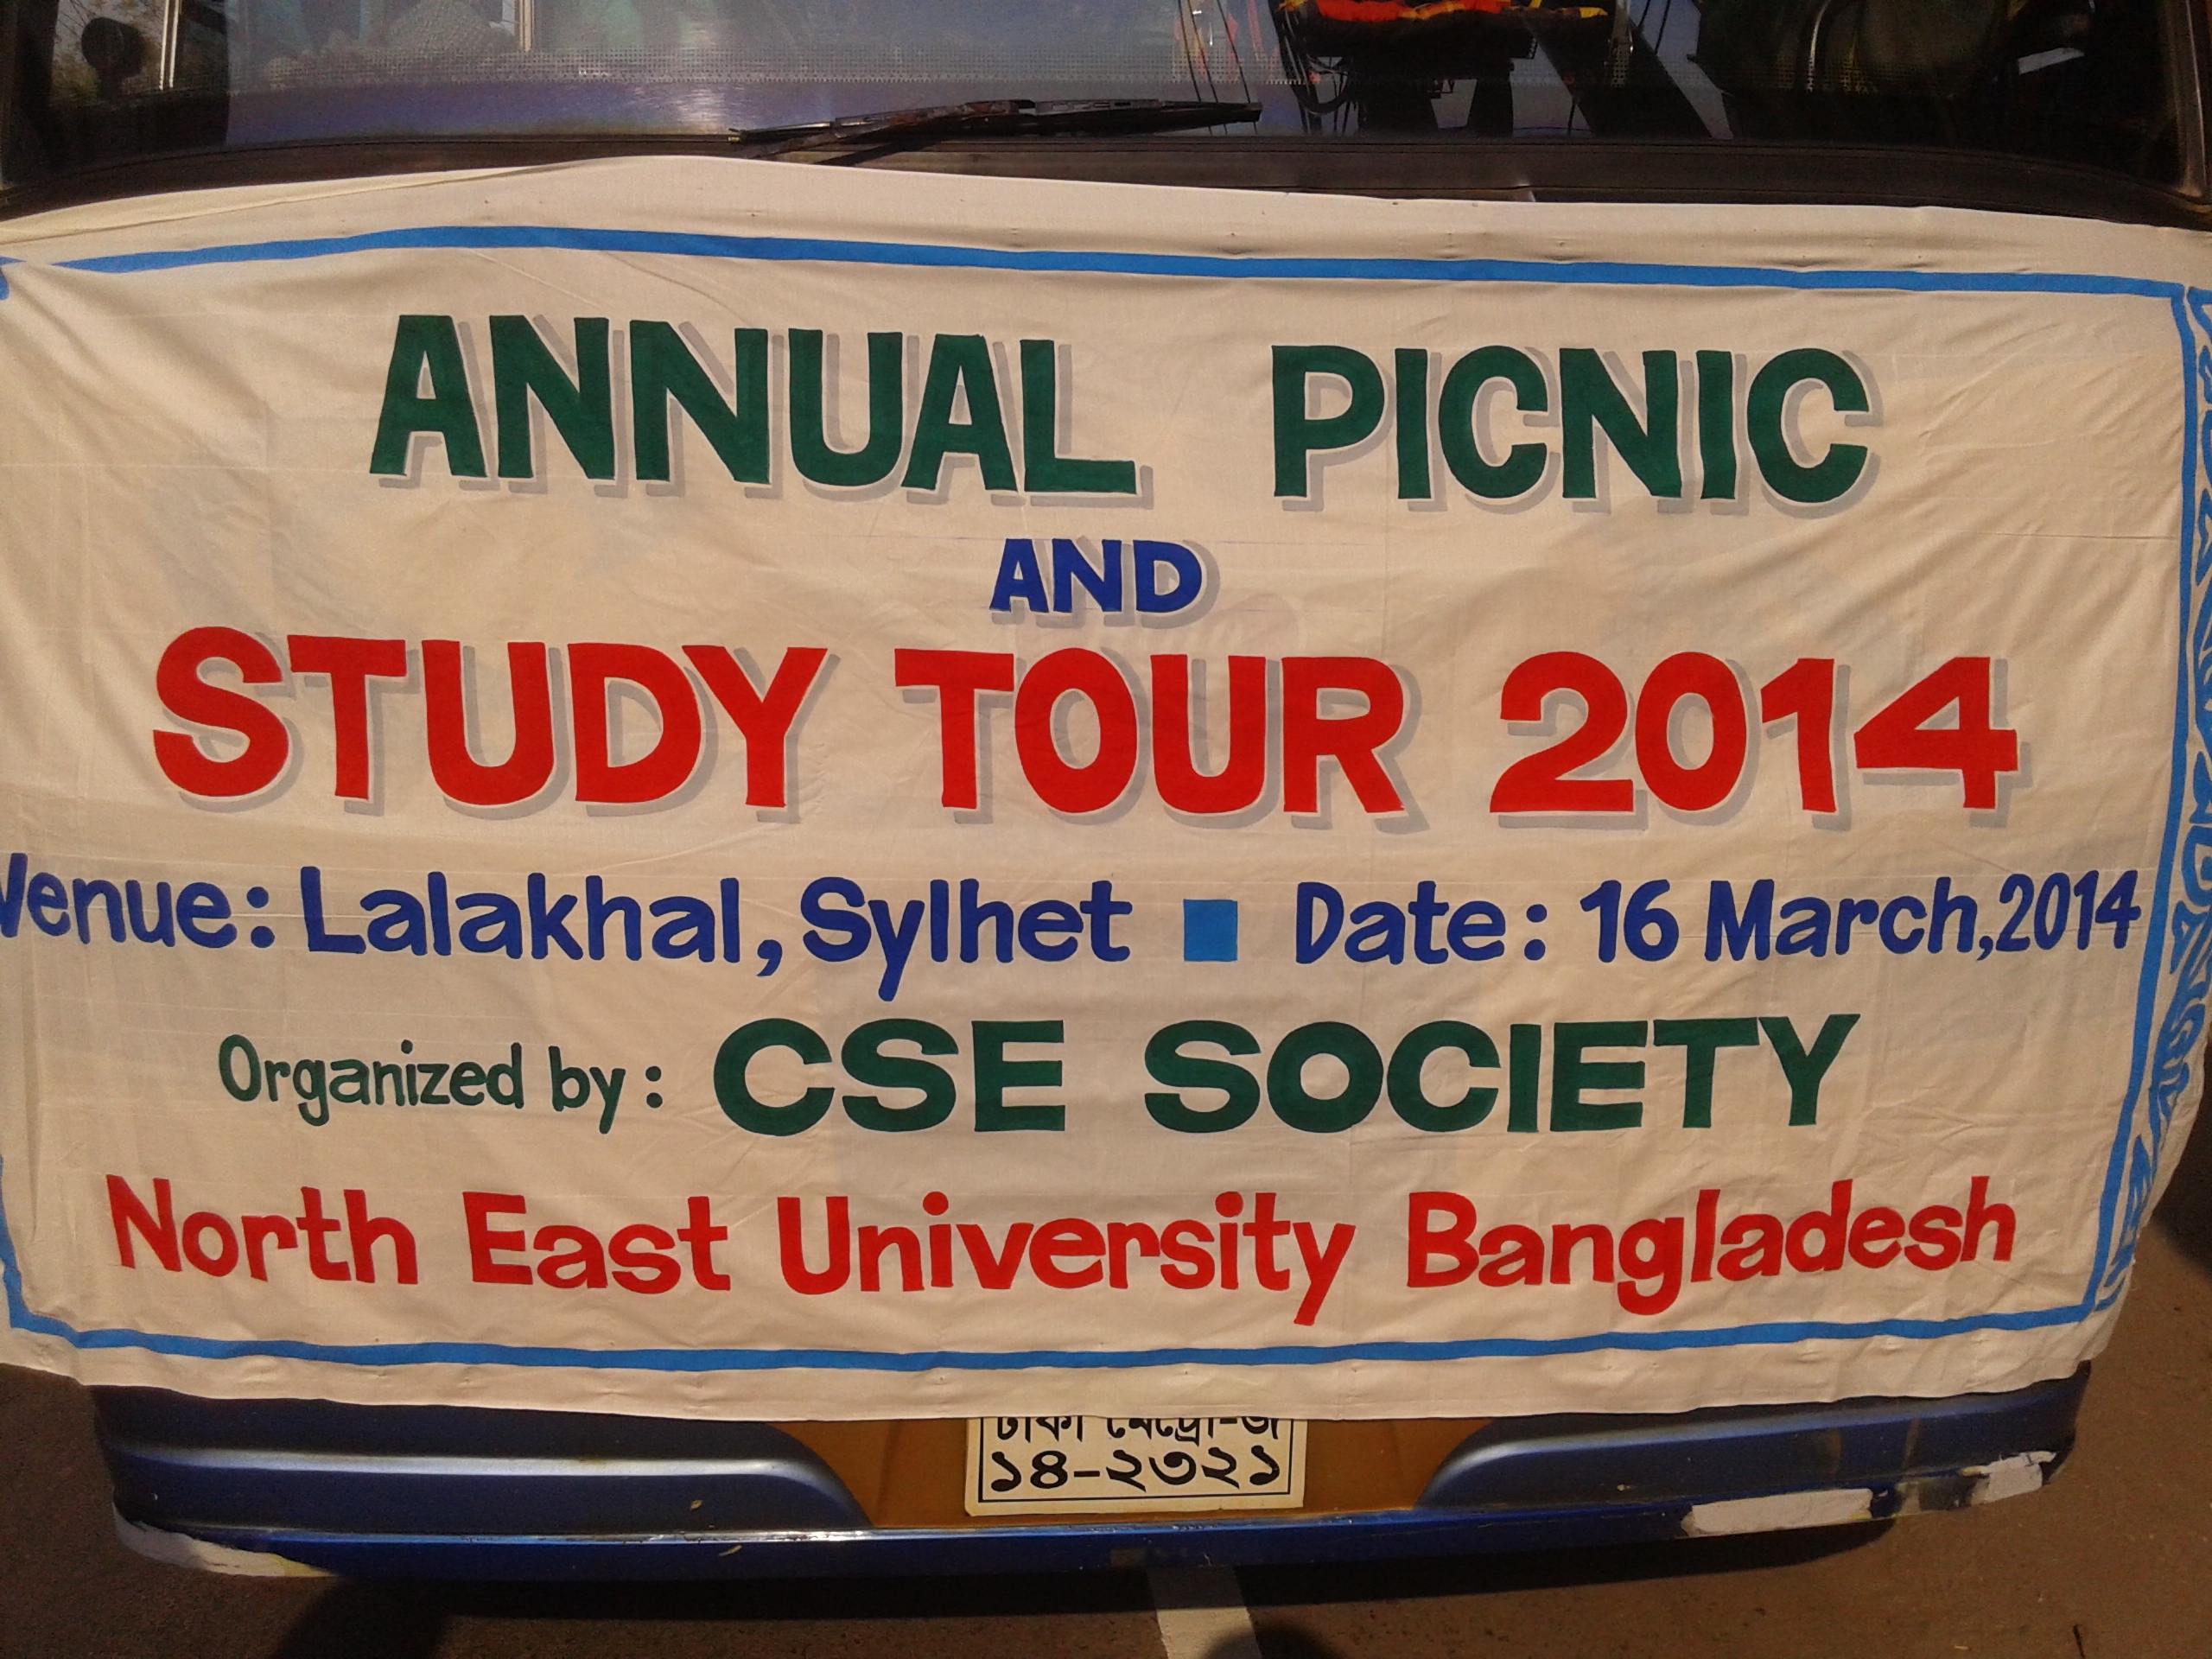 ANNUAL PICNIC
AND
STUDY TOUR 2014
Venue: Lalakhal, Sylhet ■ Date: 16 March,2014
Organized by: CSE SOCIETY
North East University Bangladesh
ঢাকা মেট্রো-জ
১৪-২৩২১